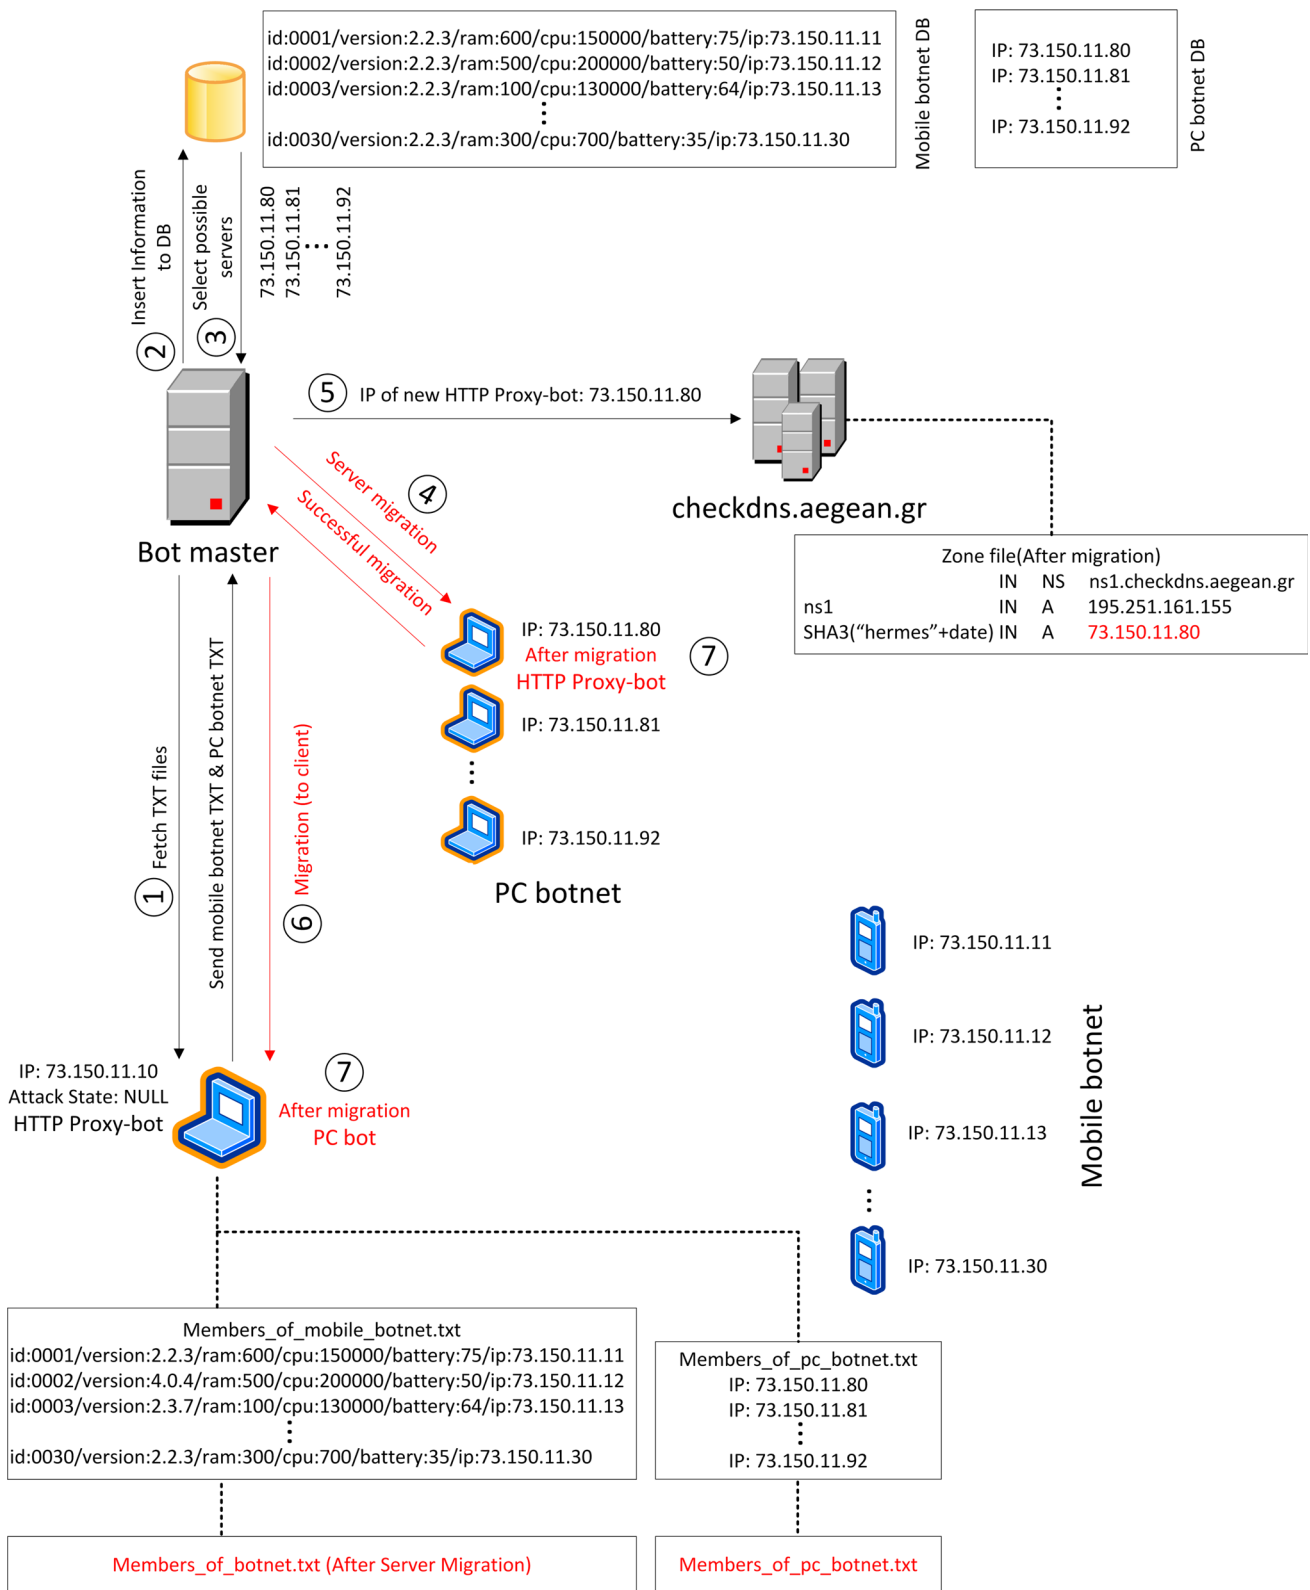 id:0001/version:2.2.3/ram:600/cpu:150000/battery:75/ip:73.150.11.11
id:0002/version:2.2.3/ram:500/cpu:200000/battery:50/ip:73.150.11.12
id:0003/version:2.2.3/ram:100/cpu:130000/battery:64/ip:73.150.11.13
id:0030/version:2.2.3/ram:300/cpu:700/battery:35/ip:73.150.11.30
Mobile botnet DB
IP: 73.150.11.80
IP: 73.150.11.81
IP: 73.150.11.92
PC botnet DB
2
Insert Information
to DB
3
Select possible
servers
73.150.11.80
73.150.11.81
73.150.11.92
5
IP of new HTTP Proxy-bot: 73.150.11.80
checkdns.aegean.gr
Bot master
4
Server migration
Successful migration
Zone file(After migration)
IN NS ns1.checkdns.aegean.gr
ns1 IN A 195.251.161.155
SHA3(“hermes”+date) IN A 73.150.11.80
IP: 73.150.11.80
After migration
HTTP Proxy-bot
7
IP: 73.150.11.81
IP: 73.150.11.92
PC botnet
1
Fetch TXT files
Send mobile botnet TXT & PC botnet TXT
6
Migration (to client)
IP: 73.150.11.11
IP: 73.150.11.12
IP: 73.150.11.13
IP: 73.150.11.30
Mobile botnet
IP: 73.150.11.10
Attack State: NULL
HTTP Proxy-bot
7
After migration
PC bot
Members_of_mobile_botnet.txt
id:0001/version:2.2.3/ram:600/cpu:150000/battery:75/ip:73.150.11.11
id:0002/version:4.0.4/ram:500/cpu:200000/battery:50/ip:73.150.11.12
id:0003/version:2.3.7/ram:100/cpu:130000/battery:64/ip:73.150.11.13
id:0030/version:2.2.3/ram:300/cpu:700/battery:35/ip:73.150.11.30
Members_of_pc_botnet.txt
IP: 73.150.11.80
IP: 73.150.11.81
IP: 73.150.11.92
Members_of_botnet.txt (After Server Migration)
Members_of_pc_botnet.txt